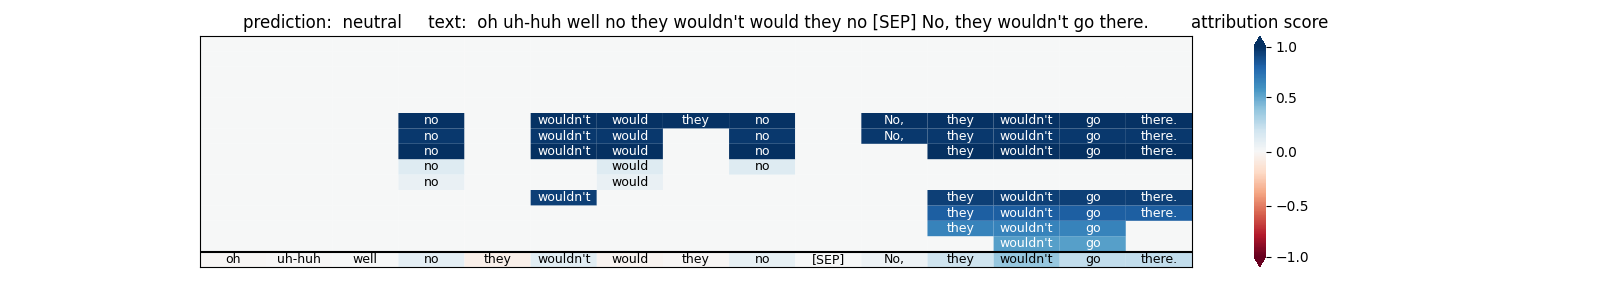 prediction:  neutral     text:  oh uh-huh well no they wouldn't would they no [SEP] No, they wouldn't go there.     attribution score
no wouldn't would they no No, they wouldn't go there. 1.0
no wouldn't would no No, they wouldn't go there. 0.5
no wouldn't would no they wouldn't go there. 0.0
no would no
no would
wouldn't they wouldn't go there.
they wouldn't go there. −0.5
they wouldn't go
wouldn't go
oh uh-huh well no they wouldn't would they no [SEP] No, they wouldn't go there. −1.0